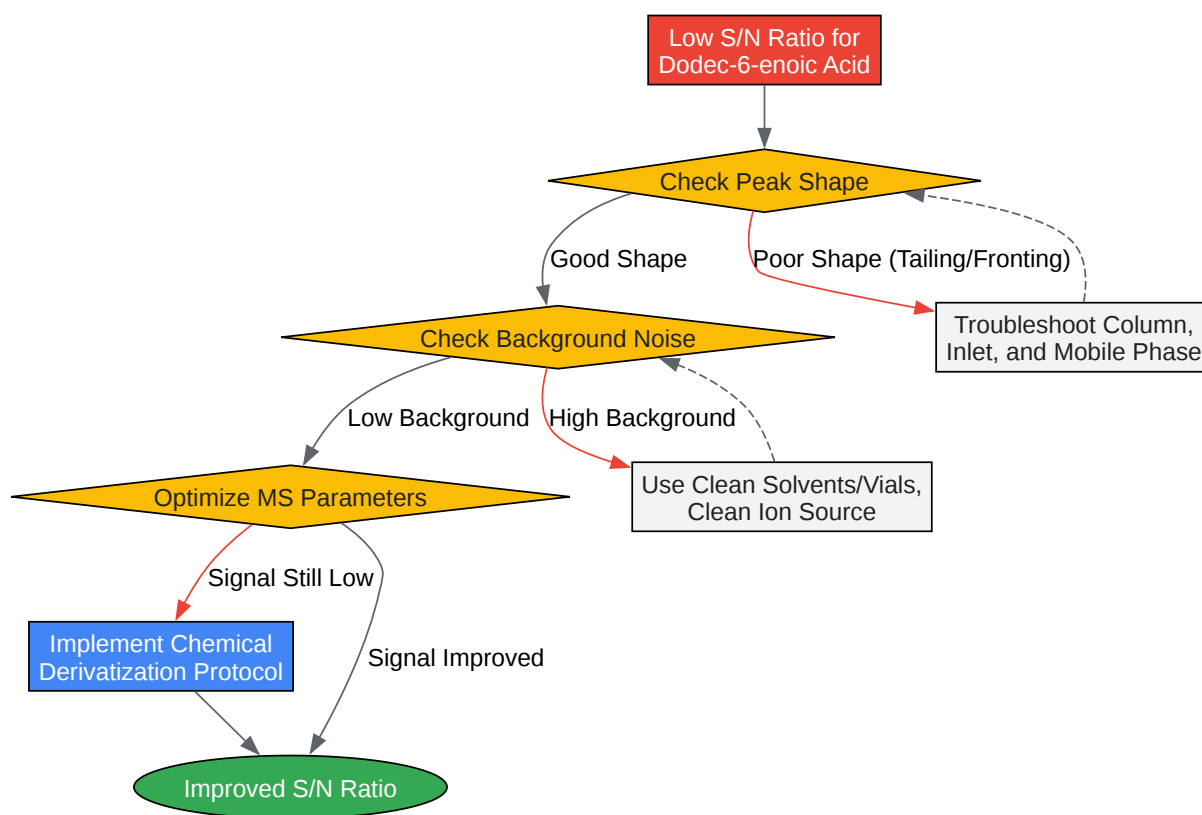 Low S/N Ratio for
Dodec-6-enoic Acid
Check Peak Shape
Good Shape
Poor Shape (Tailing/Fronting)
Troubleshoot Column,
Inlet, and Mobile Phase
Check Background Noise
Low Background
High Background
Use Clean Solvents/Vials,
Clean Ion Source
Optimize MS Parameters
Signal Still Low
Signal Improved
Implement Chemical
Derivatization Protocol
Improved S/N Ratio